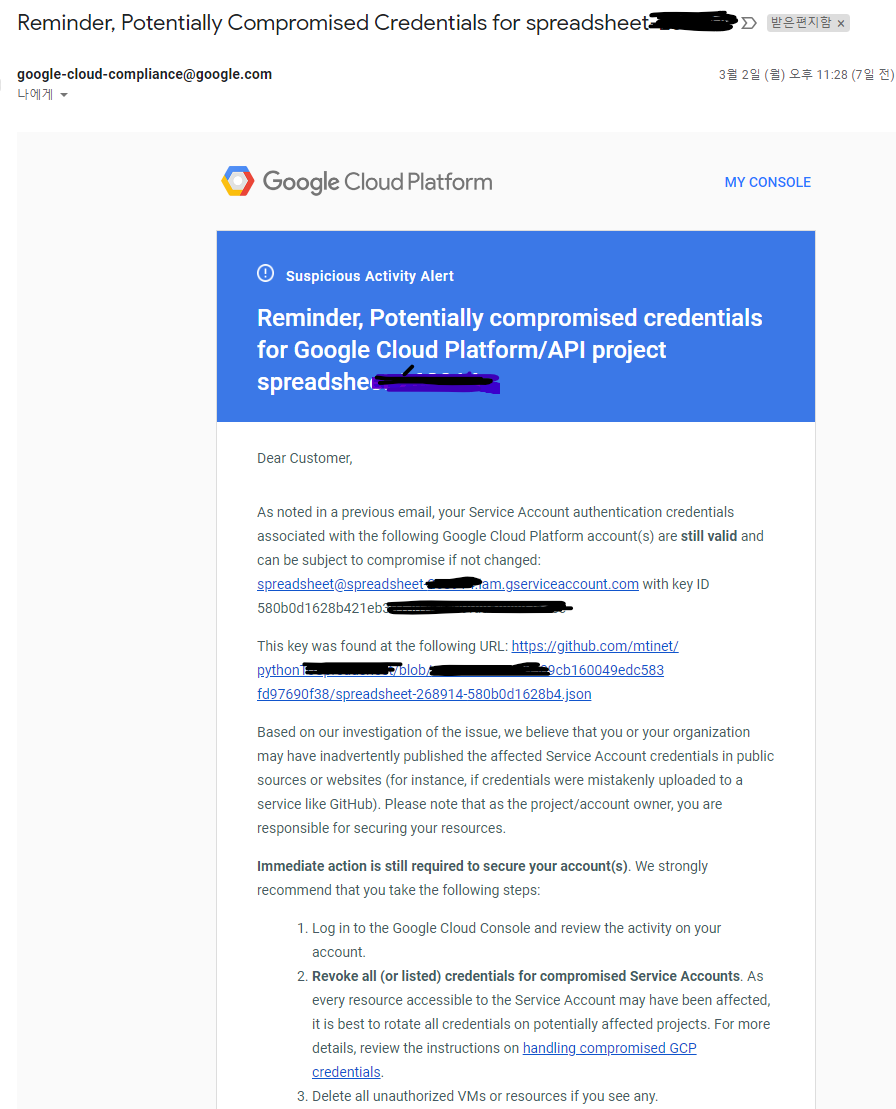 Reminder, Potentially Compromised Credentials for spreadsheet- 받은편지함 ×
google-cloud-compliance@google.com 3월 2일 (월) 오후 11:28 (7일 전)
나에게
Google Cloud Platform MY CONSOLE
Suspicious Activity Alert
Reminder, Potentially compromised credentials
for Google Cloud Platform/API project
spreadshe
Dear Customer,
As noted in a previous email, your Service Account authentication credentials
associated with the following Google Cloud Platform account(s) are still valid and
can be subject to compromise if not changed:
spreadsheet@spreadsheet- .iam.gserviceaccount.com with key ID
580b0d1628b421eb3
This key was found at the following URL: https://github.com/mtinet/
python /blob/ 9cb160049edc583
fd97690f38/spreadsheet-268914-580b0d1628b4.json
Based on our investigation of the issue, we believe that you or your organization
may have inadvertently published the affected Service Account credentials in public
sources or websites (for instance, if credentials were mistakenly uploaded to a
service like GitHub). Please note that as the project/account owner, you are
responsible for securing your resources.
Immediate action is still required to secure your account(s). We strongly
recommend that you take the following steps:
1. Log in to the Google Cloud Console and review the activity on your
account.
2. Revoke all (or listed) credentials for compromised Service Accounts. As
every resource accessible to the Service Account may have been affected,
it is best to rotate all credentials on potentially affected projects. For more
details, review the instructions on handling compromised GCP
credentials.
3. Delete all unauthorized VMs or resources if you see any.